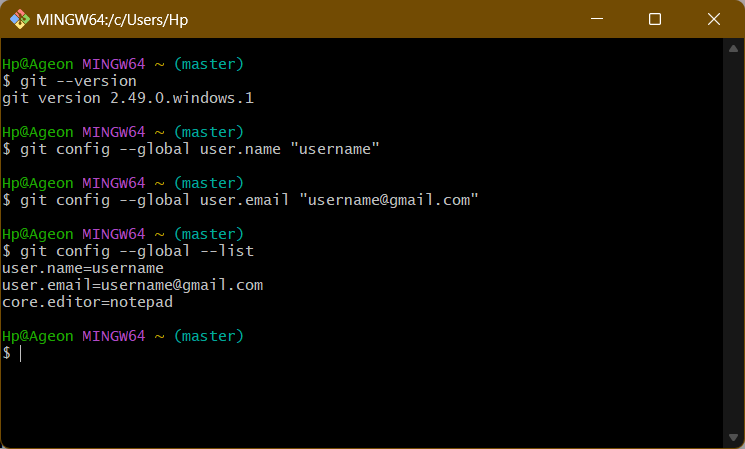 MINGW64:/c/Users/Hp
Hp@Ageon MINGW64 ~ (master)
$ git --version
git version 2.49.0.windows.1
Hp@Ageon MINGW64 ~ (master)
$ git config --global user.name "username"
Hp@Ageon MINGW64 ~ (master)
$ git config --global user.email "username@gmail.com"
Hp@Ageon MINGW64 ~ (master)
$ git config --global --list
user.name=username
user.email=username@gmail.com
core.editor=notepad
Hp@Ageon MINGW64 ~ (master)
$